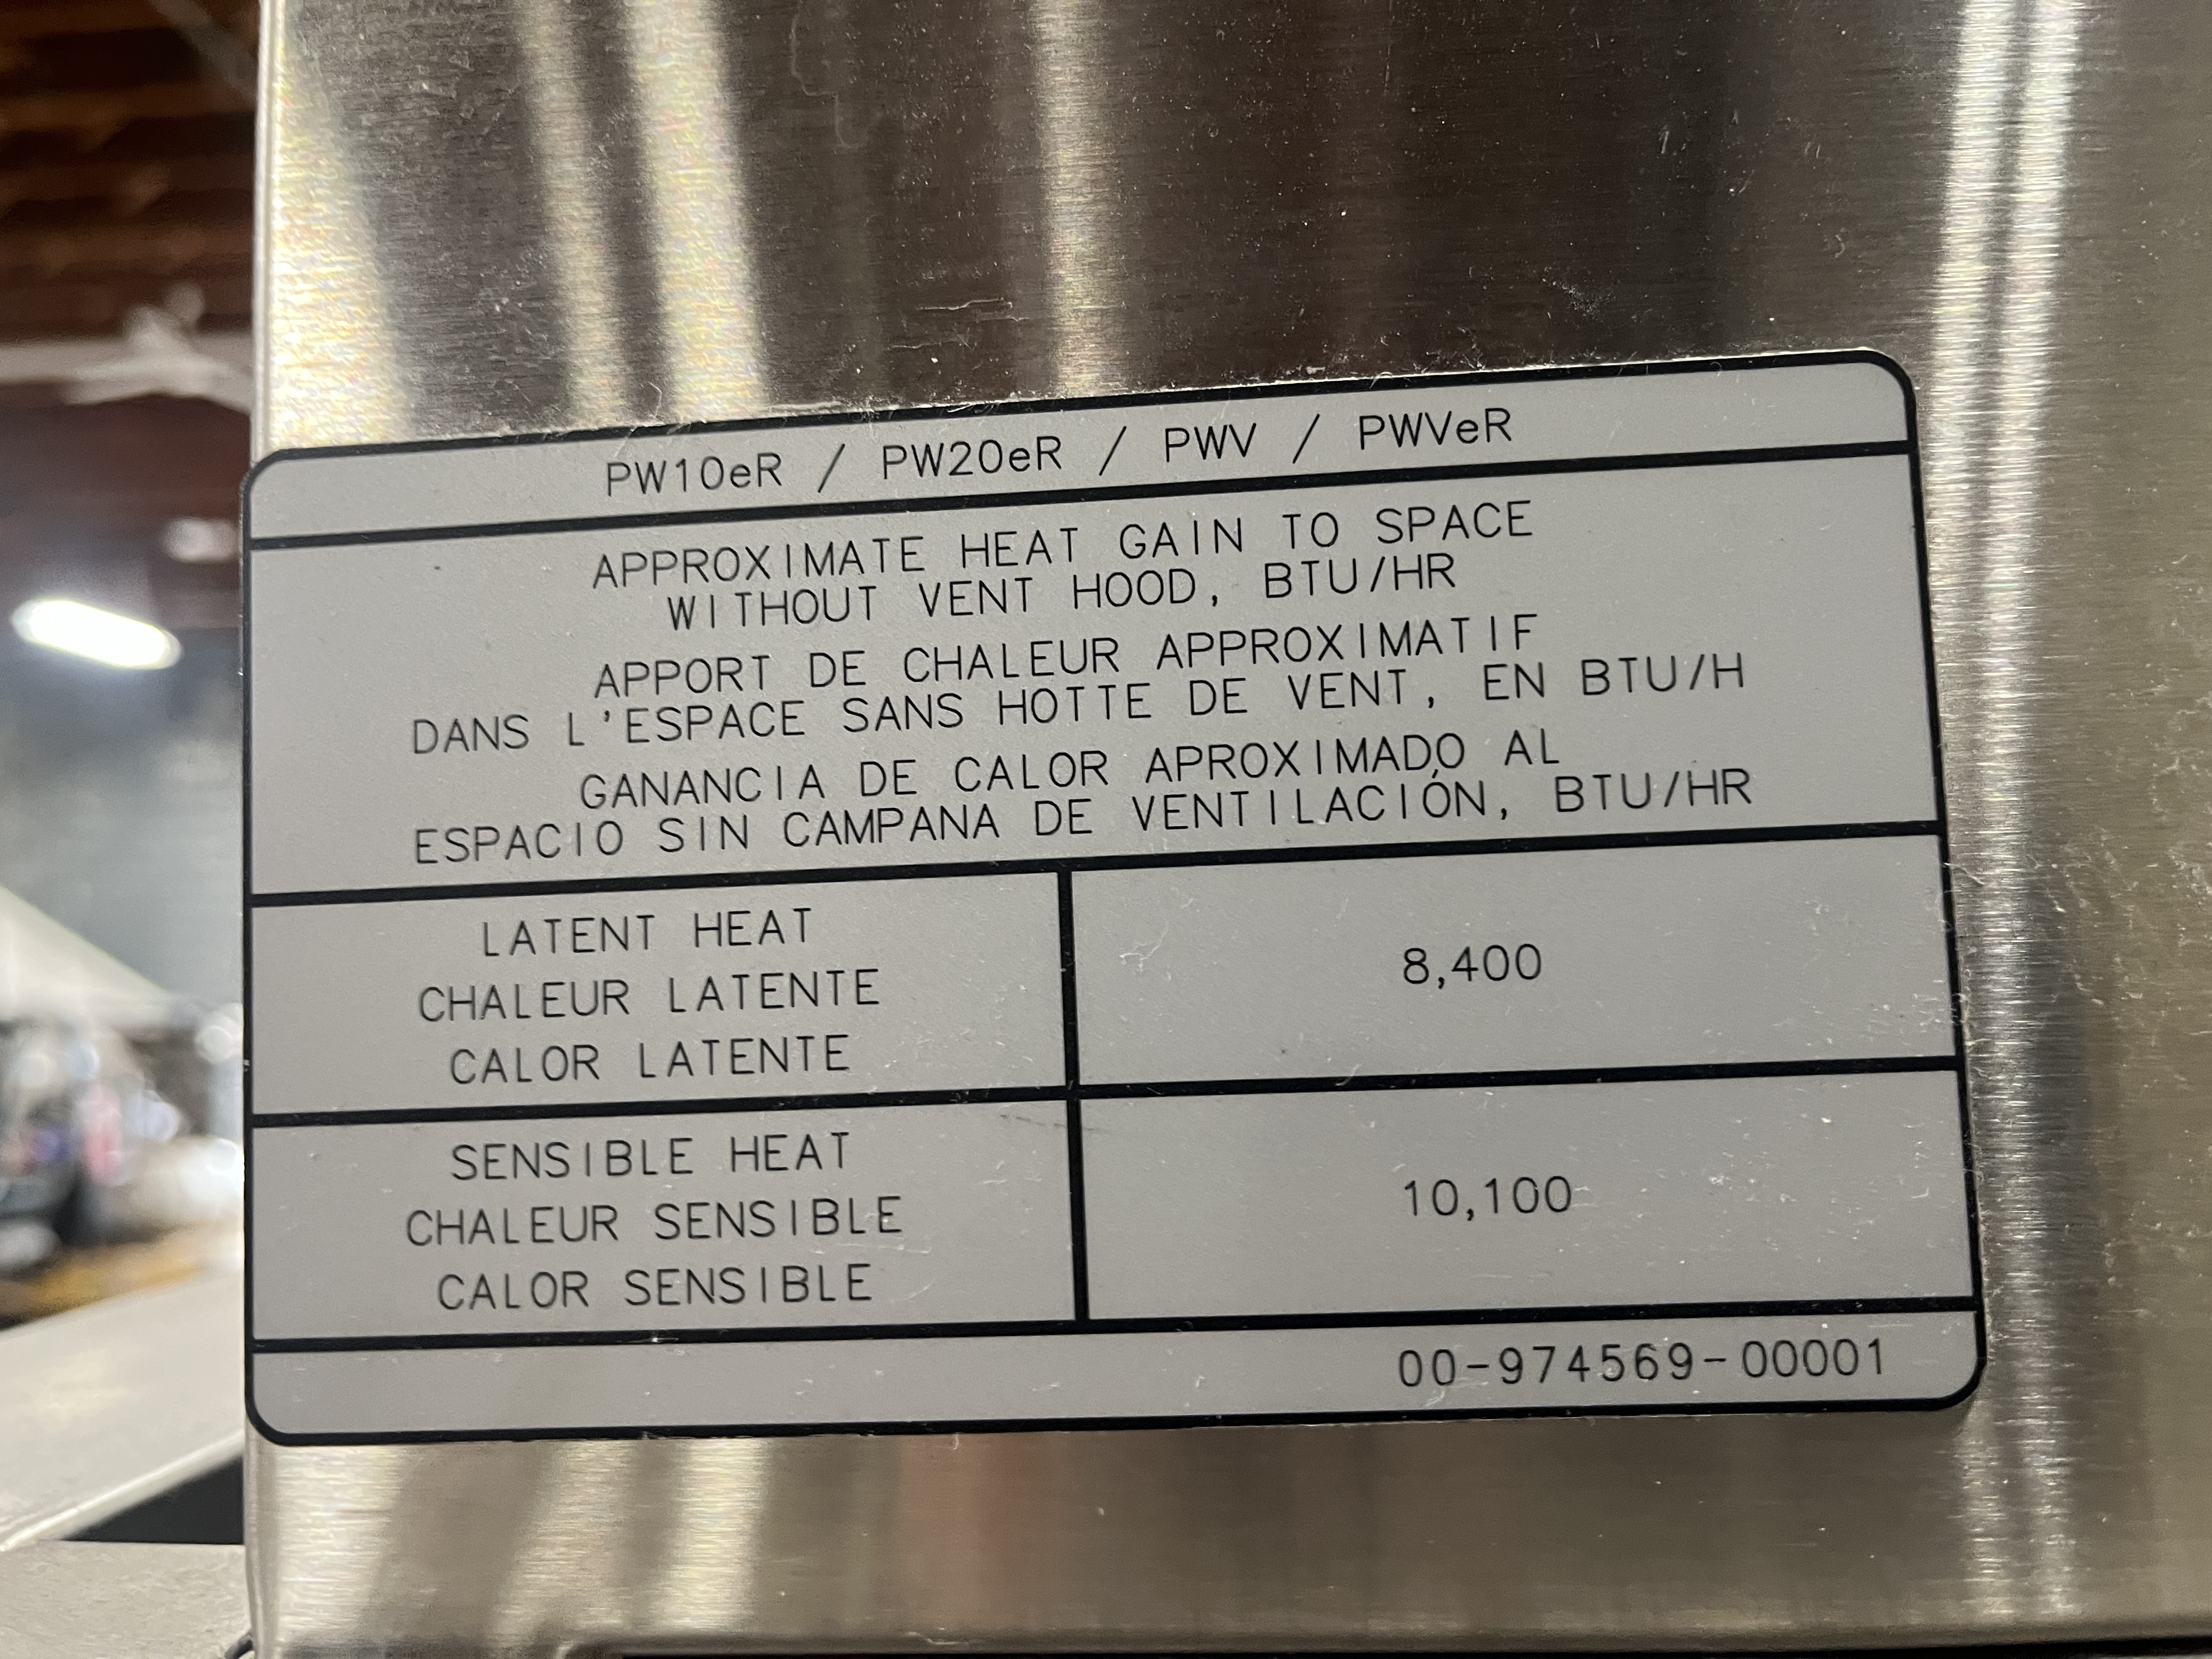 PW10eR / PW20eR / PWV / PWVeR
APPROXIMATE HEAT GAIN TO SPACE
WITHOUT VENT HOOD, BTU/HR
APPORT DE CHALEUR APPROXIMATIF
DANS L'ESPACE SANS HOTTE DE VENT, EN BTU/H
GANANCIA DE CALOR APROXIMADO AL
ESPACIO SIN CAMPANA DE VENTILACIÓN, BTU/HR
LATENT HEAT
CHALEUR LATENTE
CALOR LATENTE
8,400
SENSIBLE HEAT
CHALEUR SENSIBLE
CALOR SENSIBLE
10,100
00-974569-00001